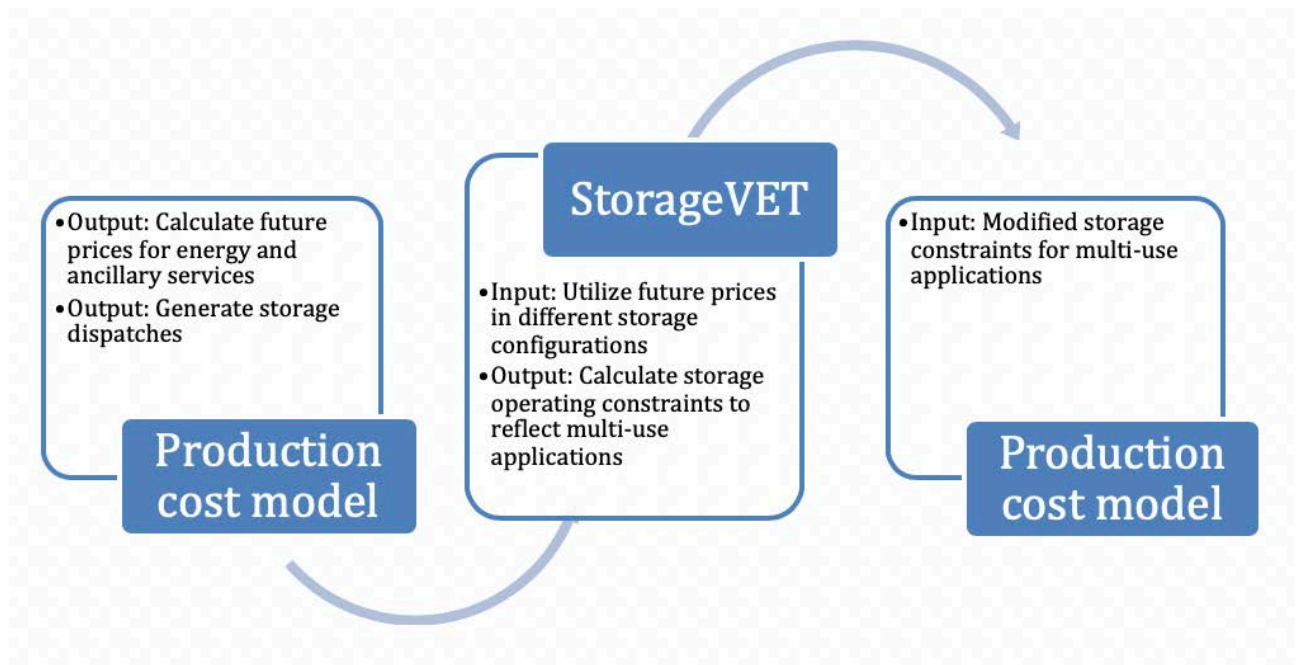 •Output: Calculate future
prices for energy and
ancillary services
•Output: Generate storage
dispatches
Production
cost model
StorageVET
•Input: Utilize future prices
in different storage
configurations
•Output: Calculate storage
operating constraints to
reflect multi-use
applications
•Input: Modified storage
constraints for multi-use
applications
Production
cost model